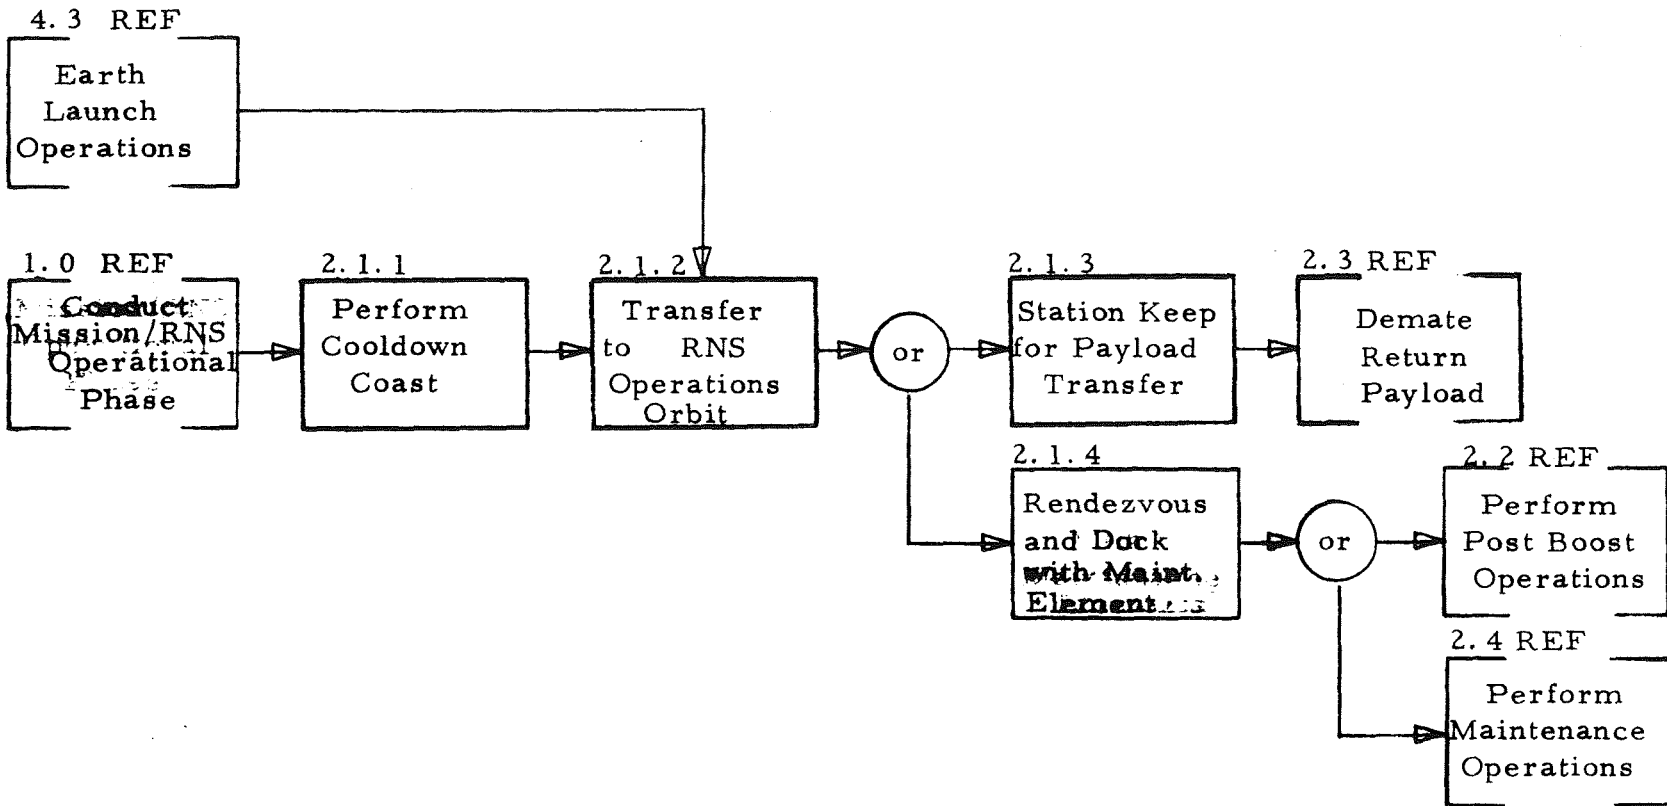 4.3 REF
Earth
Launch
Operations
1.0 REF
Conduct
Mission/RNS
Operational
Phase
2.1.1
Perform
Cooldown
Coast
2.1.2
Transfer
to RNS
Operations
Orbit
or
2.1.3
Station Keep
for Payload
Transfer
2.3 REF
Demate
Return
Payload
2.1.4
Rendezvous
and Dock
with Maint.
Element
or
2.2 REF
Perform
Post Boost
Operations
2.4 REF
Perform
Maintenance
Operations